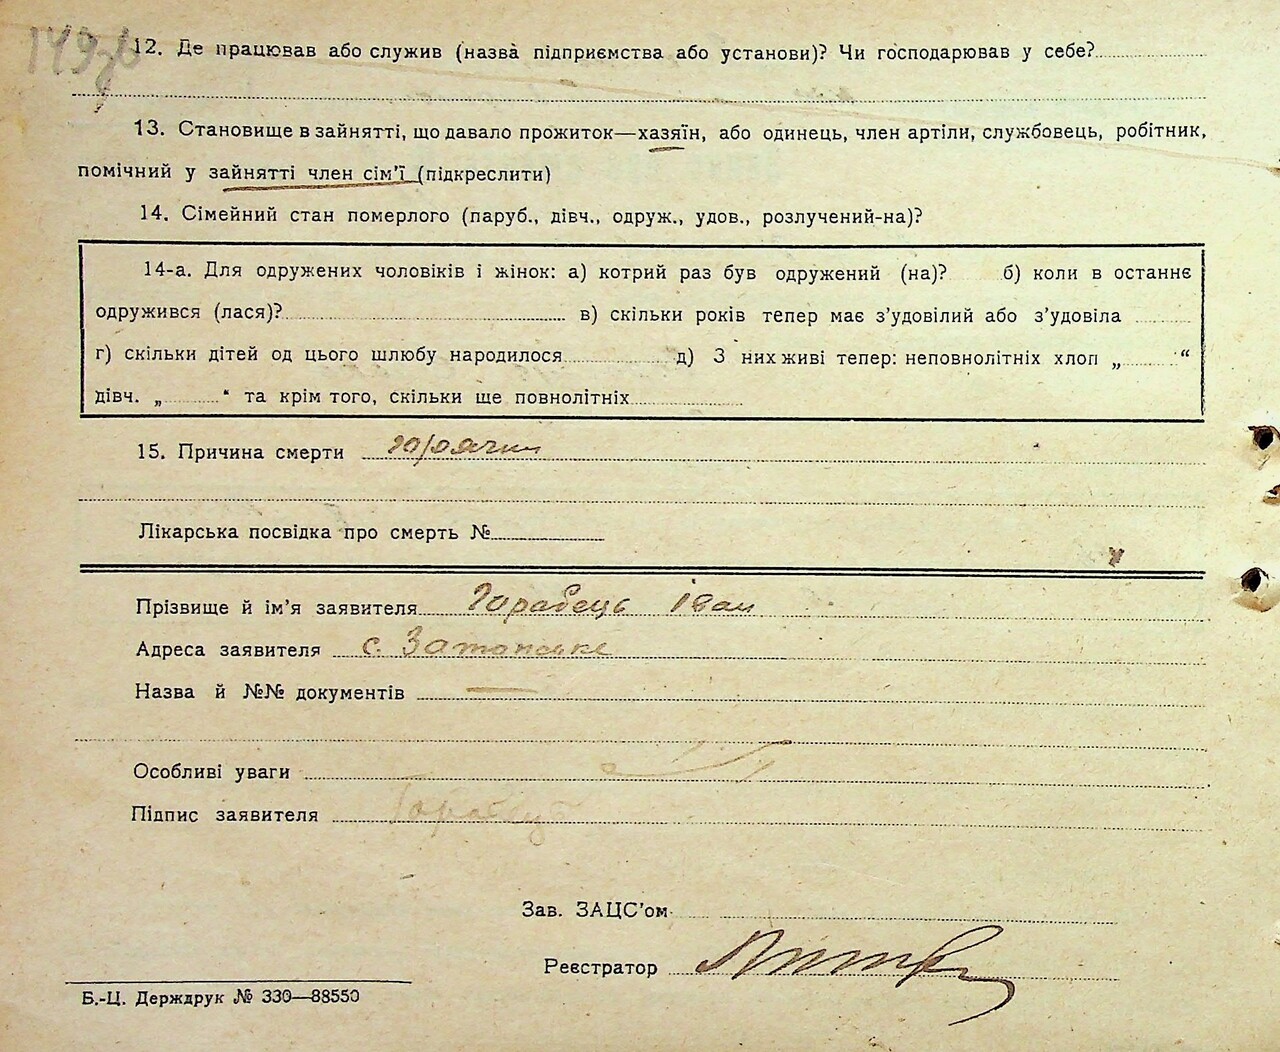 149зв
12. Де працював або служив (назва підприємства або установи)? Чи господарював у себе?
13. Становище в зайнятті, що давало прожиток—хазяїн, або одинець, член артіли, службовець, робітник,
помічний у зайнятті член сім'ї (підкреслити)
14. Сімейний стан померлого (паруб., дівч., одруж., удов., розлучений-на)?
14-а. Для одружених чоловіків і жінок: а) котрий раз був одружений (на)? б) коли в останнє
одружився (лася)? в) скільки років тепер має з'удовілий або з'удовіла
г) скільки дітей од цього шлюбу народилося д) З них живі тепер: неповнолітніх хлоп „ “
дівч. „ “ та крім того, скільки ще повнолітніх
15. Причина смерти горячки
Лікарська посвідка про смерть №
Прізвище й ім'я заявителя Горабець Іван
Адреса заявителя с. Затонське
Назва й №№ документів —
Особливі уваги
Підпис заявителя
Зав. ЗАЦС'ом
Реєстратор
Б.-Ц. Держдрук № 330—88550